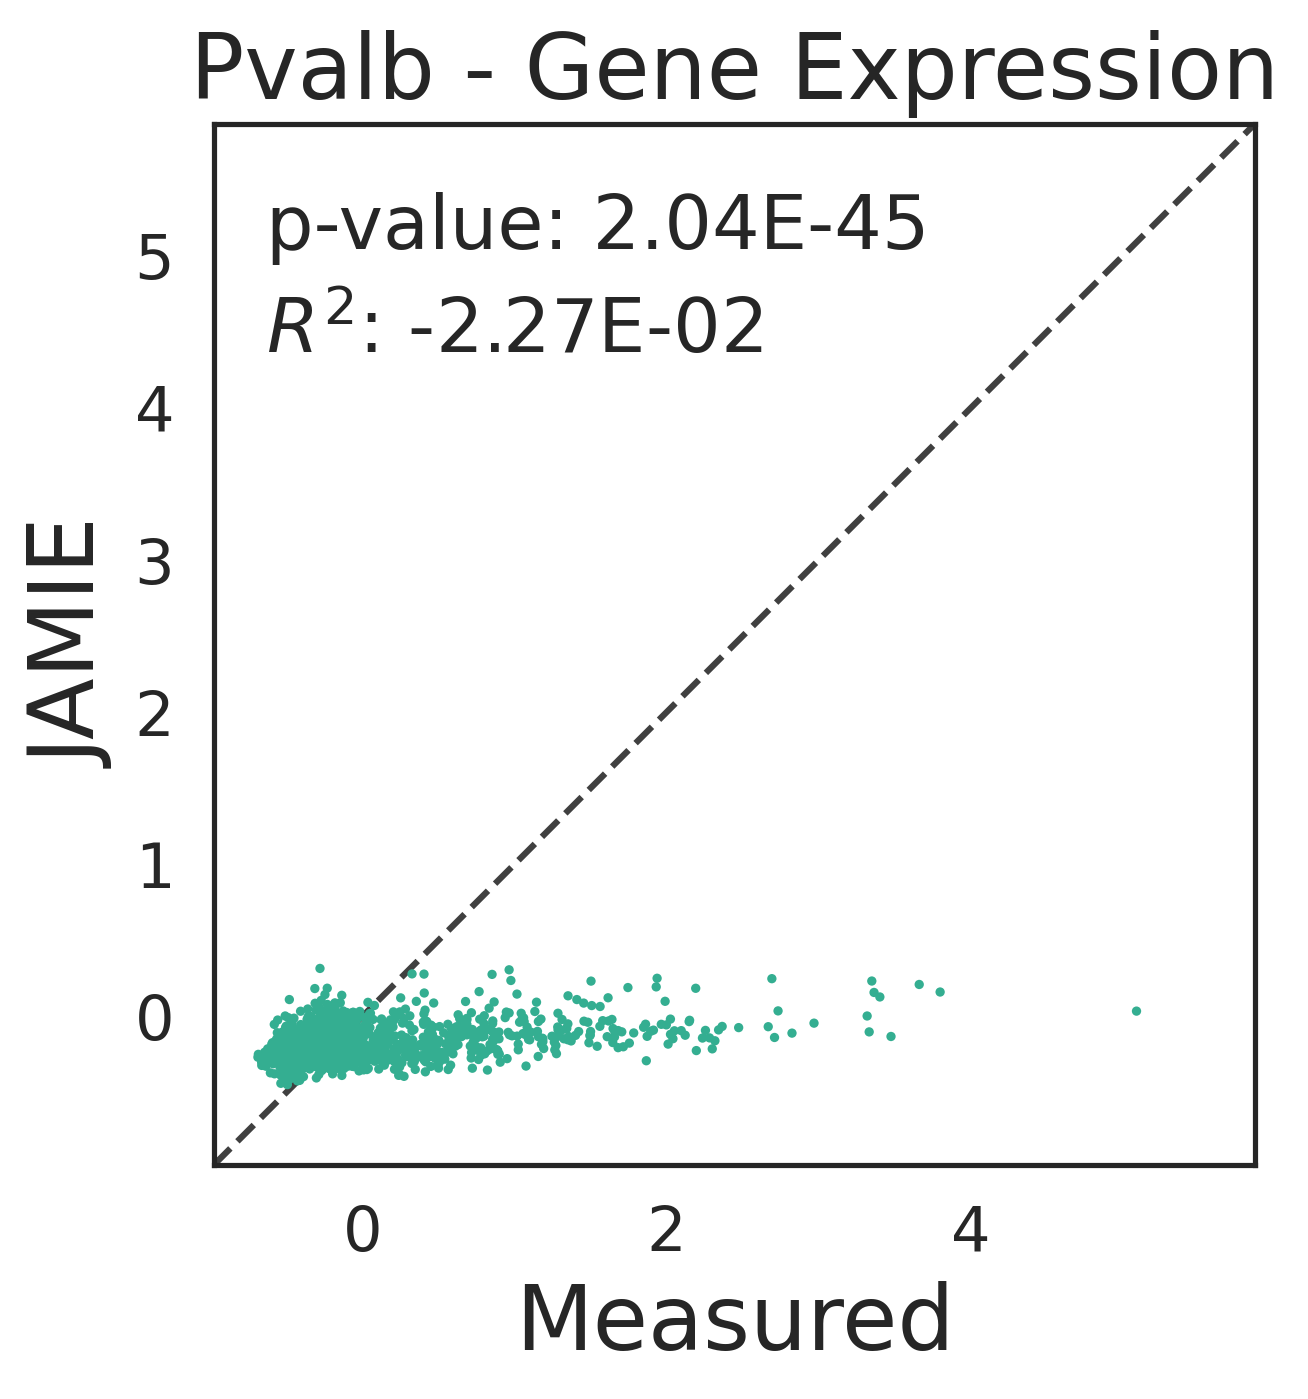 Pvalb - Gene Expression
p-value: 2.04E-45
R²: -2.27E-02
5
4
3
2
1
0
JAMIE
0 2 4
Measured